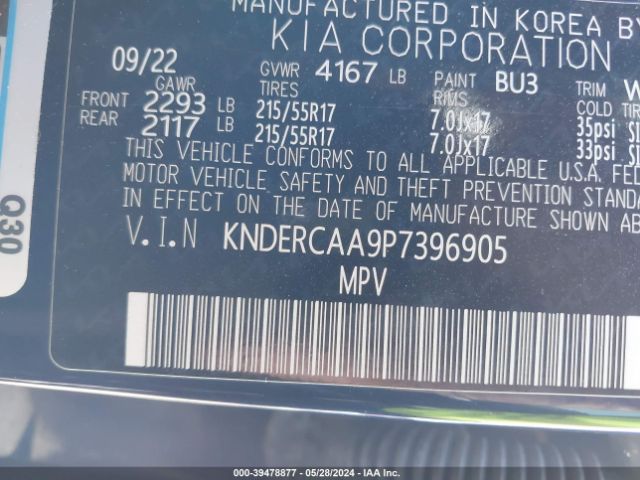 MANUFACTURED IN KOREA BY
KIA CORPORATION
09/22 GVWR 4167 LB PAINT BU3 TRIM
GAWR TIRES RIMS COLD
FRONT 2293 LB 215/55R17 7.0Jx17 35psi
REAR 2117 LB 215/55R17 7.0Jx17 33psi
THIS VEHICLE CONFORMS TO ALL APPLICABLE U.S.A. FED
MOTOR VEHICLE SAFETY AND THEFT PREVENTION STANDA
IN EFFECT ON THE DATE OF MANUFACTURE SHOWN AB
V.I.N KNDERCAA9P7396905
MPV
Q30
000-39478877 - 05/28/2024 - IAA Inc.